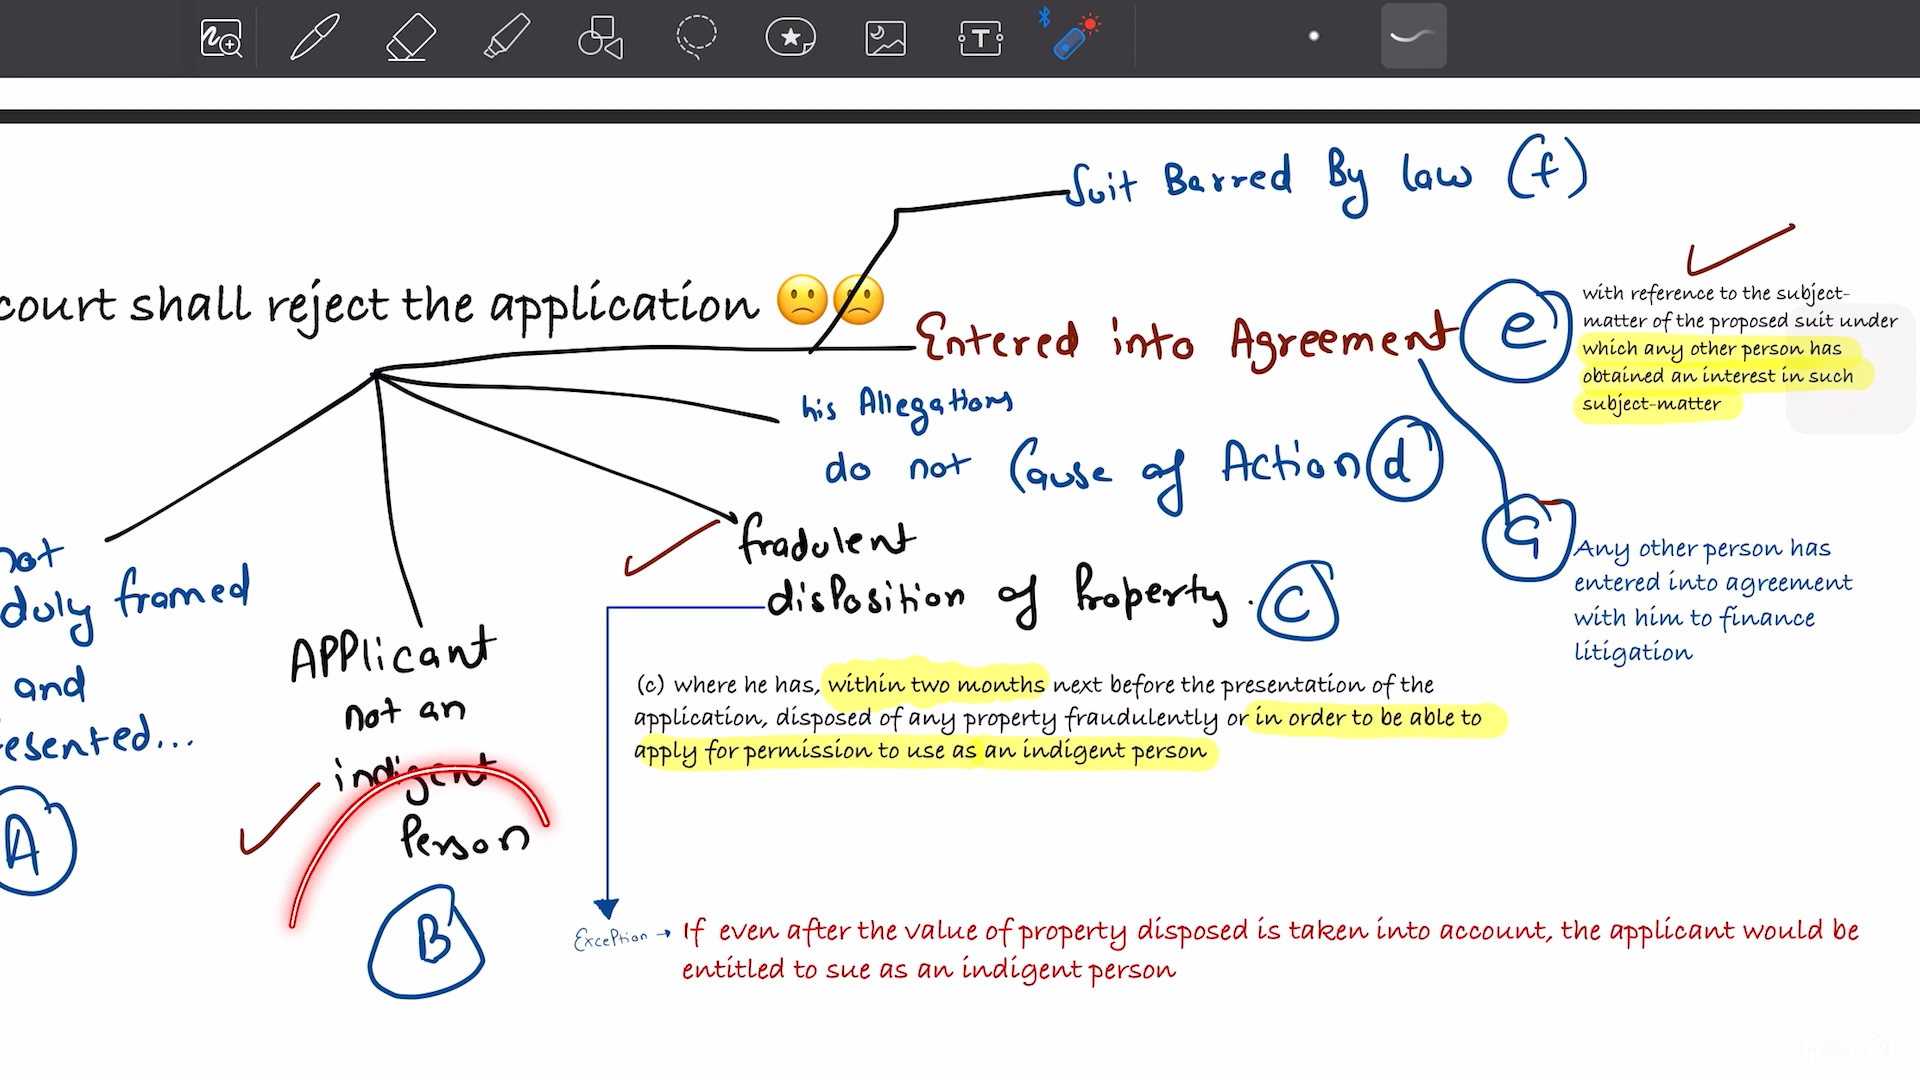 Suit Barred By law (f)
court shall reject the application
Entered into Agreement e
with reference to the subject-
matter of the proposed suit under
which any other person has
obtained an interest in such
subject-matter
his Allegations
do not Cause of Action d
not
duly framed
and
esented...
A
Applicant
not an
indigent
Person
B
fradulent
disposition of Property. C
G
Any other person has
entered into agreement
with him to finance
litigation
(c) where he has, within two months next before the presentation of the
application, disposed of any property fraudulently or in order to be able to
apply for permission to use as an indigent person
Exception → If even after the value of property disposed is taken into account, the applicant would be
entitled to sue as an indigent person